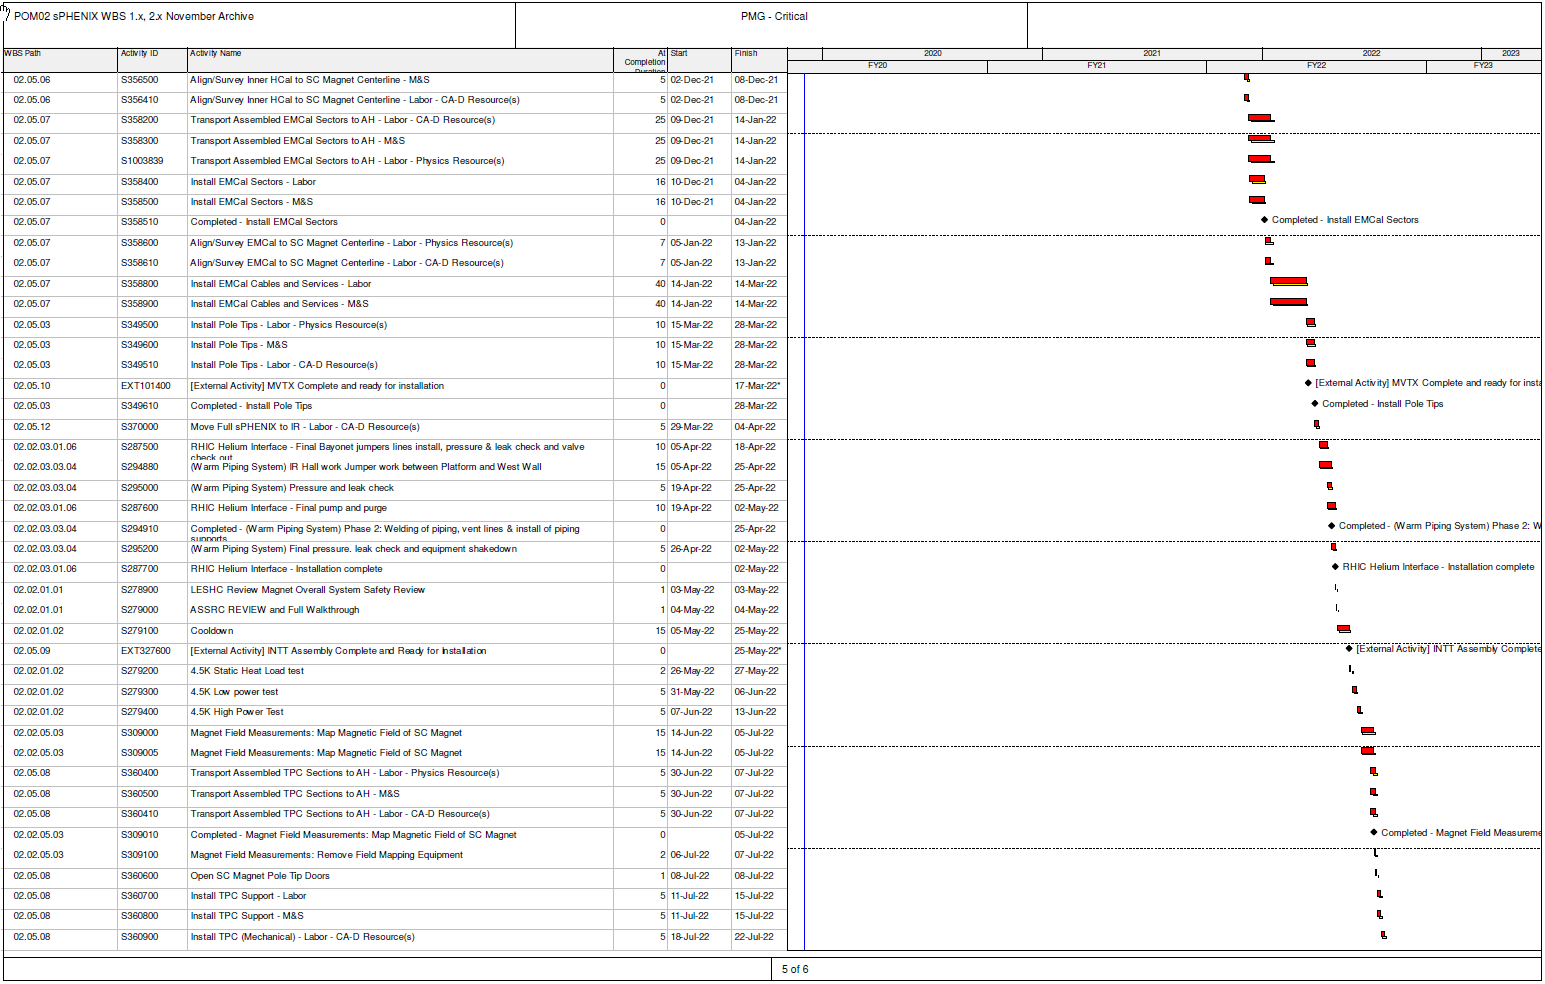 POM02 sPHENIX WBS 1.x, 2.x November Archive
PMG - Critical
WBS Path Activity ID Activity Name At Completion Duration Start Finish
2020 2021 2022 2023
FY20 FY21 FY22 FY23
02.05.06 S356500 Align/Survey Inner HCal to SC Magnet Centerline - M&S 5 02-Dec-21 08-Dec-21
02.05.06 S356410 Align/Survey Inner HCal to SC Magnet Centerline - Labor - CA-D Resource(s) 5 02-Dec-21 08-Dec-21
02.05.07 S358200 Transport Assembled EMCal Sectors to AH - Labor - CA-D Resource(s) 25 09-Dec-21 14-Jan-22
02.05.07 S358300 Transport Assembled EMCal Sectors to AH - M&S 25 09-Dec-21 14-Jan-22
02.05.07 S1003839 Transport Assembled EMCal Sectors to AH - Labor - Physics Resource(s) 25 09-Dec-21 14-Jan-22
02.05.07 S358400 Install EMCal Sectors - Labor 16 10-Dec-21 04-Jan-22
02.05.07 S358500 Install EMCal Sectors - M&S 16 10-Dec-21 04-Jan-22
02.05.07 S358510 Completed - Install EMCal Sectors 0 04-Jan-22 Completed - Install EMCal Sectors
02.05.07 S358600 Align/Survey EMCal to SC Magnet Centerline - Labor - Physics Resource(s) 7 05-Jan-22 13-Jan-22
02.05.07 S358610 Align/Survey EMCal to SC Magnet Centerline - Labor - CA-D Resource(s) 7 05-Jan-22 13-Jan-22
02.05.07 S358800 Install EMCal Cables and Services - Labor 40 14-Jan-22 14-Mar-22
02.05.07 S358900 Install EMCal Cables and Services - M&S 40 14-Jan-22 14-Mar-22
02.05.03 S349500 Install Pole Tips - Labor - Physics Resource(s) 10 15-Mar-22 28-Mar-22
02.05.03 S349600 Install Pole Tips - M&S 10 15-Mar-22 28-Mar-22
02.05.03 S349510 Install Pole Tips - Labor - CA-D Resource(s) 10 15-Mar-22 28-Mar-22
02.05.10 EXT101400 [External Activity] MVTX Complete and ready for installation 0 17-Mar-22* [External Activity] MVTX Complete and ready for insta
02.05.03 S349610 Completed - Install Pole Tips 0 28-Mar-22 Completed - Install Pole Tips
02.05.12 S370000 Move Full sPHENIX to IR - Labor - CA-D Resource(s) 5 29-Mar-22 04-Apr-22
02.02.03.01.06 S287500 RHIC Helium Interface - Final Bayonet jumpers lines install, pressure & leak check and valve check out 10 05-Apr-22 18-Apr-22
02.02.03.03.04 S294880 (Warm Piping System) IR Hall work Jumper work between Platform and West Wall 15 05-Apr-22 25-Apr-22
02.02.03.03.04 S295000 (Warm Piping System) Pressure and leak check 5 19-Apr-22 25-Apr-22
02.02.03.01.06 S287600 RHIC Helium Interface - Final pump and purge 10 19-Apr-22 02-May-22
02.02.03.03.04 S294910 Completed - (Warm Piping System) Phase 2: Welding of piping, vent lines & install of piping supports 0 25-Apr-22 Completed - (Warm Piping System) Phase 2: W
02.02.03.03.04 S295200 (Warm Piping System) Final pressure. leak check and equipment shakedown 5 26-Apr-22 02-May-22
02.02.03.01.06 S287700 RHIC Helium Interface - Installation complete 0 02-May-22 RHIC Helium Interface - Installation complete
02.02.01.01 S278900 LESHC Review Magnet Overall System Safety Review 1 03-May-22 03-May-22
02.02.01.01 S279000 ASSRC REVIEW and Full Walkthrough 1 04-May-22 04-May-22
02.02.01.02 S279100 Cooldown 15 05-May-22 25-May-22
02.05.09 EXT327600 [External Activity] INTT Assembly Complete and Ready for Installation 0 25-May-22* [External Activity] INTT Assembly Complete
02.02.01.02 S279200 4.5K Static Heat Load test 2 26-May-22 27-May-22
02.02.01.02 S279300 4.5K Low power test 5 31-May-22 06-Jun-22
02.02.01.02 S279400 4.5K High Power Test 5 07-Jun-22 13-Jun-22
02.02.05.03 S309000 Magnet Field Measurements: Map Magnetic Field of SC Magnet 15 14-Jun-22 05-Jul-22
02.02.05.03 S309005 Magnet Field Measurements: Map Magnetic Field of SC Magnet 15 14-Jun-22 05-Jul-22
02.05.08 S360400 Transport Assembled TPC Sections to AH - Labor - Physics Resource(s) 5 30-Jun-22 07-Jul-22
02.05.08 S360500 Transport Assembled TPC Sections to AH - M&S 5 30-Jun-22 07-Jul-22
02.05.08 S360410 Transport Assembled TPC Sections to AH - Labor - CA-D Resource(s) 5 30-Jun-22 07-Jul-22
02.02.05.03 S309010 Completed - Magnet Field Measurements: Map Magnetic Field of SC Magnet 0 05-Jul-22 Completed - Magnet Field Measureme
02.02.05.03 S309100 Magnet Field Measurements: Remove Field Mapping Equipment 2 06-Jul-22 07-Jul-22
02.05.08 S360600 Open SC Magnet Pole Tip Doors 1 08-Jul-22 08-Jul-22
02.05.08 S360700 Install TPC Support - Labor 5 11-Jul-22 15-Jul-22
02.05.08 S360800 Install TPC Support - M&S 5 11-Jul-22 15-Jul-22
02.05.08 S360900 Install TPC (Mechanical) - Labor - CA-D Resource(s) 5 18-Jul-22 22-Jul-22
5 of 6